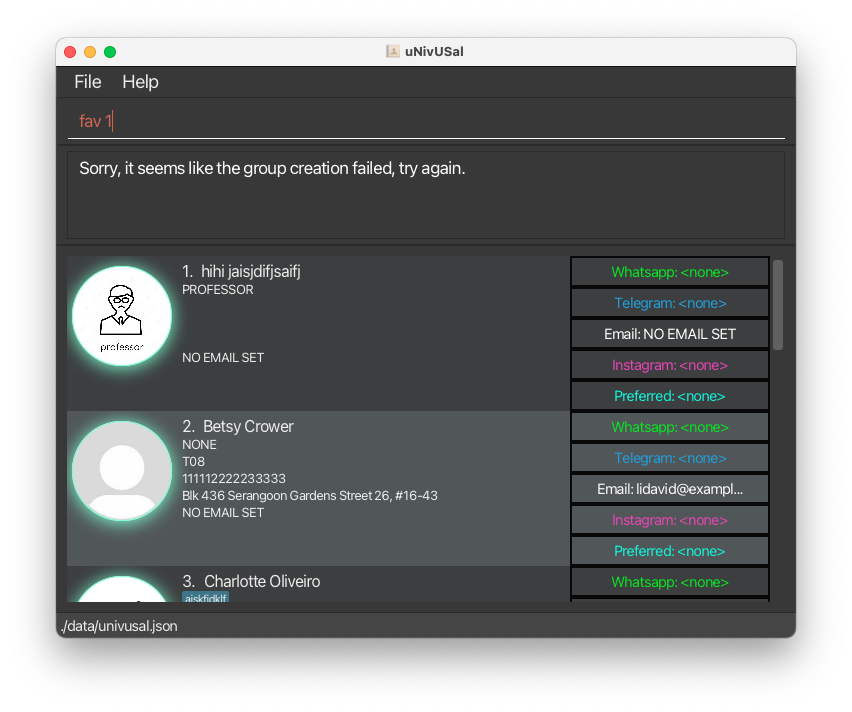 uNivUSal
File Help
fav 1
Sorry, it seems like the group creation failed, try again.
1. hihi jaisjdifjsaifj
PROFESSOR
professor
NO EMAIL SET
Whatsapp: <none>
Telegram: <none>
Email: NO EMAIL SET
Instagram: <none>
Preferred: <none>
2. Betsy Crower
NONE
T08
111112222233333
Blk 436 Serangoon Gardens Street 26, #16-43
NO EMAIL SET
Whatsapp: <none>
Telegram: <none>
Email: lidavid@exampl...
Instagram: <none>
Preferred: <none>
3. Charlotte Oliveiro
Whatsapp: <none>
./data/univusal.json